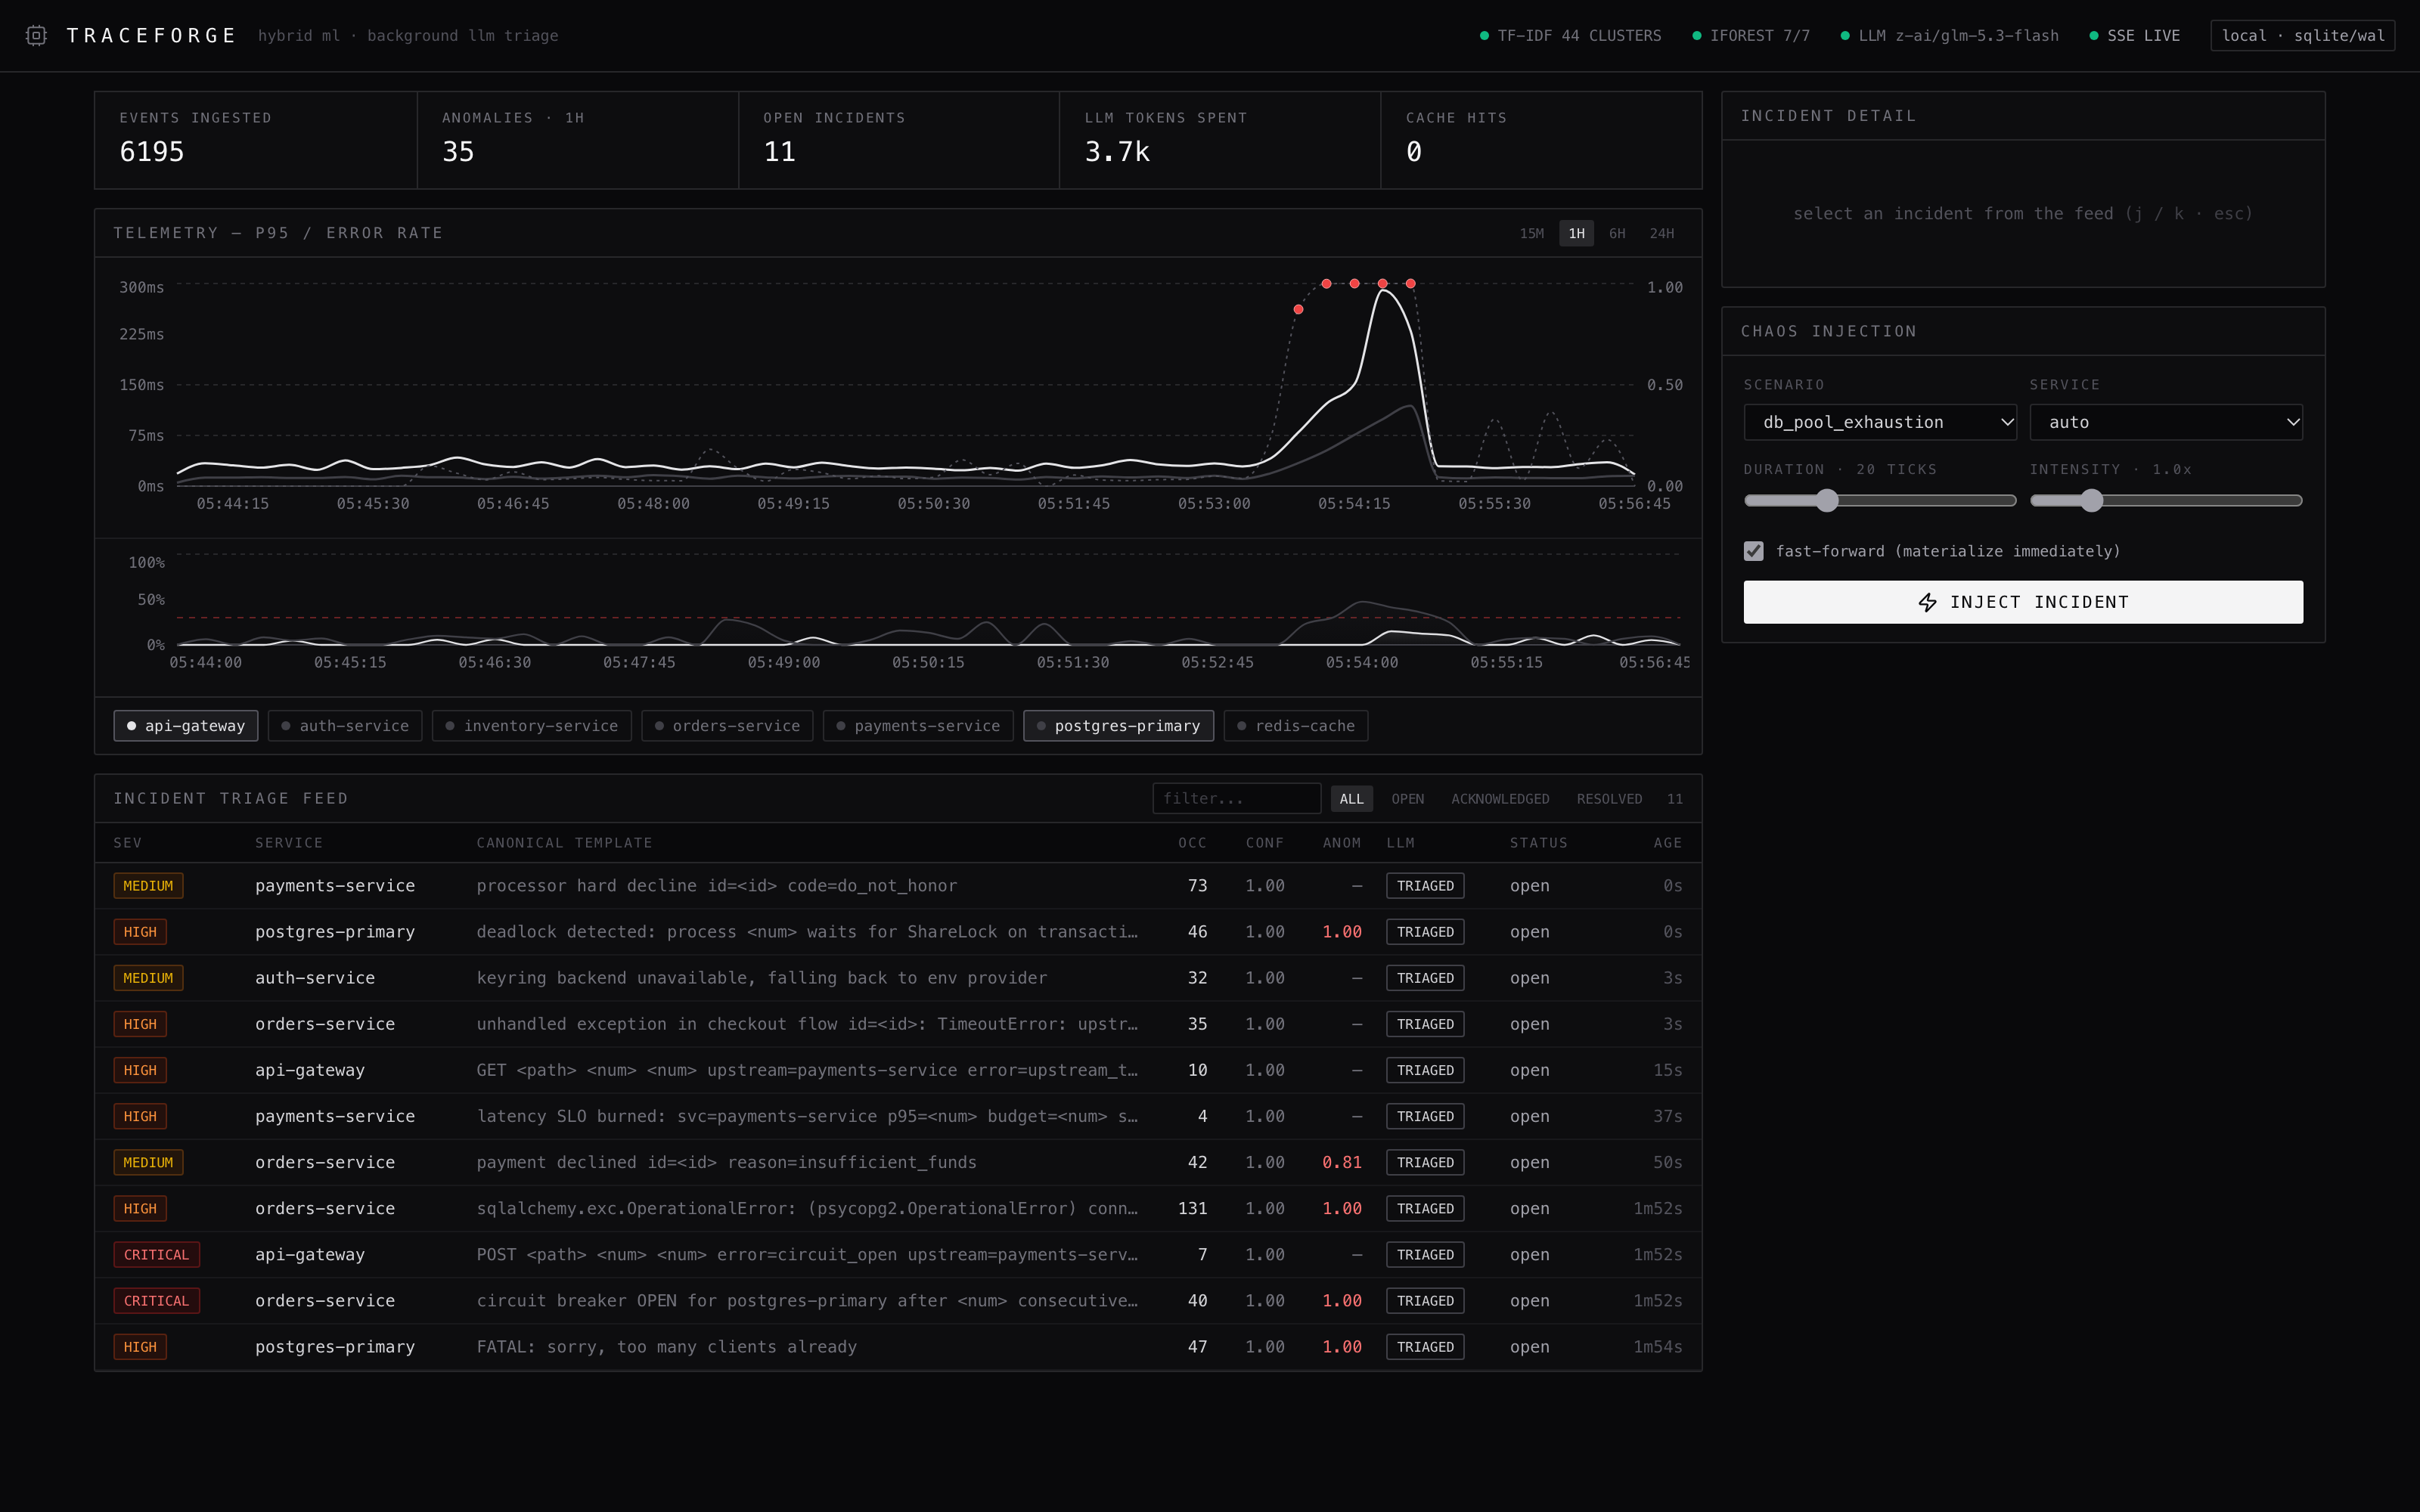 TRACEFORGE hybrid ml · background llm triage TF-IDF 44 CLUSTERS IFOREST 7/7 LLM z-ai/glm-5.3-flash SSE LIVE local · sqlite/wal
EVENTS INGESTED
6195
ANOMALIES · 1H
35
OPEN INCIDENTS
11
LLM TOKENS SPENT
3.7k
CACHE HITS
0
TELEMETRY — P95 / ERROR RATE 15M 1H 6H 24H
300ms 1.00
225ms
150ms 0.50
75ms
0ms 0.00
05:44:15 05:45:30 05:46:45 05:48:00 05:49:15 05:50:30 05:51:45 05:53:00 05:54:15 05:55:30 05:56:45
100%
50%
0%
05:44:00 05:45:15 05:46:30 05:47:45 05:49:00 05:50:15 05:51:30 05:52:45 05:54:00 05:55:15 05:56:45
api-gateway auth-service inventory-service orders-service payments-service postgres-primary redis-cache
INCIDENT TRIAGE FEED filter... ALL OPEN ACKNOWLEDGED RESOLVED 11
SEV SERVICE CANONICAL TEMPLATE OCC CONF ANOM LLM STATUS AGE
MEDIUM payments-service processor hard decline id=<id> code=do_not_honor 73 1.00 — TRIAGED open 0s
HIGH postgres-primary deadlock detected: process <num> waits for ShareLock on transacti… 46 1.00 1.00 TRIAGED open 0s
MEDIUM auth-service keyring backend unavailable, falling back to env provider 32 1.00 — TRIAGED open 3s
HIGH orders-service unhandled exception in checkout flow id=<id>: TimeoutError: upstr… 35 1.00 — TRIAGED open 3s
HIGH api-gateway GET <path> <num> <num> upstream=payments-service error=upstream_t… 10 1.00 — TRIAGED open 15s
HIGH payments-service latency SLO burned: svc=payments-service p95=<num> budget=<num> s… 4 1.00 — TRIAGED open 37s
MEDIUM orders-service payment declined id=<id> reason=insufficient_funds 42 1.00 0.81 TRIAGED open 50s
HIGH orders-service sqlalchemy.exc.OperationalError: (psycopg2.OperationalError) conn… 131 1.00 1.00 TRIAGED open 1m52s
CRITICAL api-gateway POST <path> <num> <num> error=circuit_open upstream=payments-serv… 7 1.00 — TRIAGED open 1m52s
CRITICAL orders-service circuit breaker OPEN for postgres-primary after <num> consecutive… 40 1.00 1.00 TRIAGED open 1m52s
HIGH postgres-primary FATAL: sorry, too many clients already 47 1.00 1.00 TRIAGED open 1m54s
INCIDENT DETAIL
select an incident from the feed (j / k · esc)
CHAOS INJECTION
SCENARIO SERVICE
db_pool_exhaustion auto
DURATION · 20 TICKS INTENSITY · 1.0x
fast-forward (materialize immediately)
INJECT INCIDENT